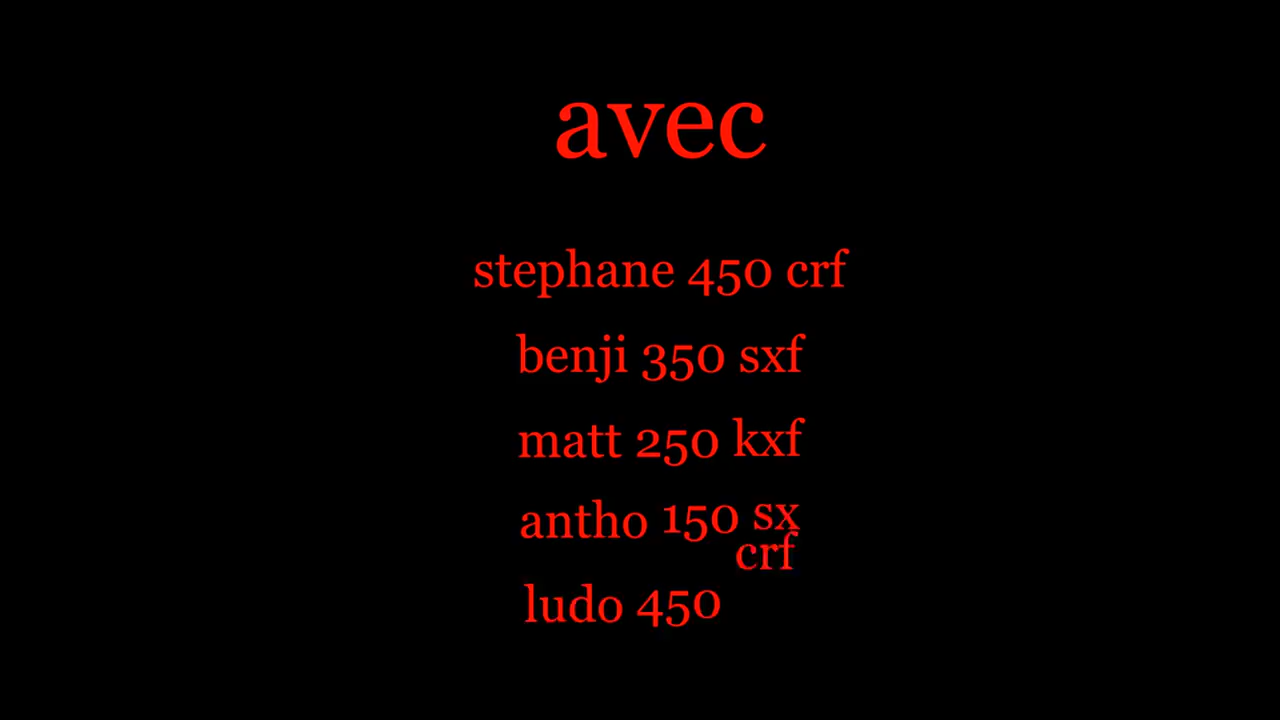 avec
stephane 450 crf
benji 350 sxf
matt 250 kxf
antho 150 sx
crf
ludo 450